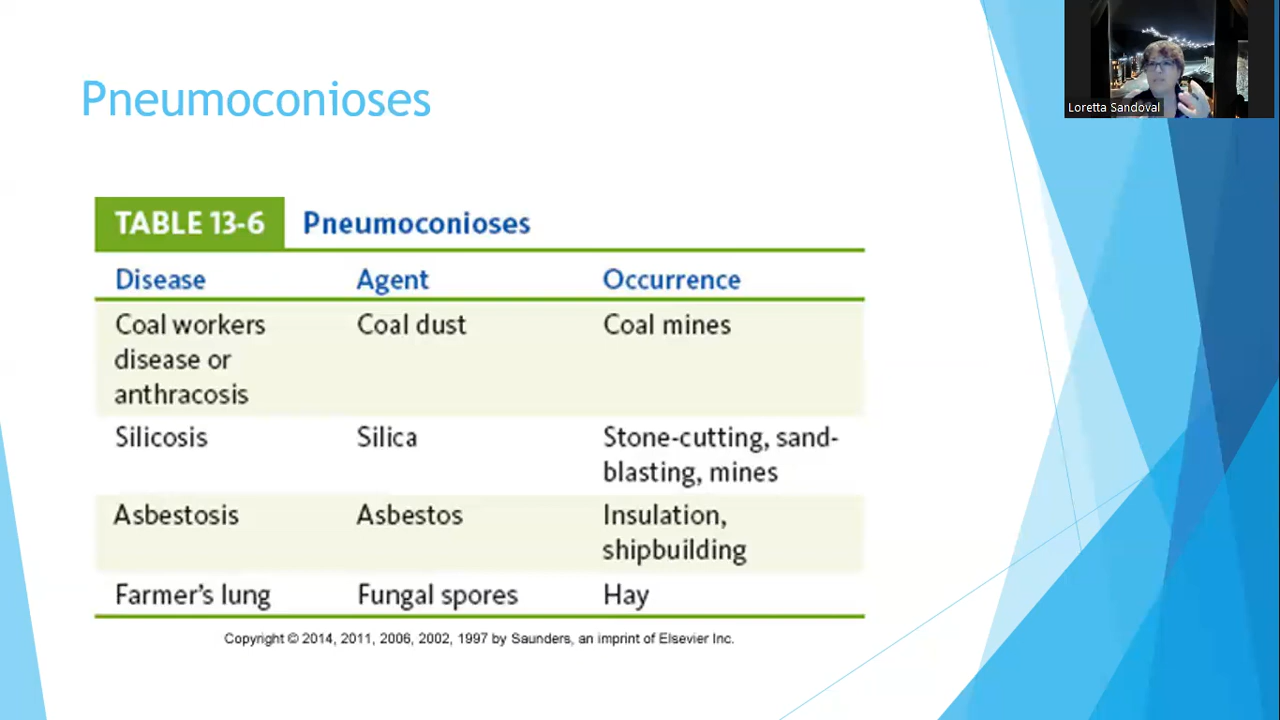 Pneumoconioses
Loretta Sandoval
TABLE 13-6 Pneumoconioses
Disease Agent Occurrence
Coal workers Coal dust Coal mines
disease or
anthracosis
Silicosis Silica Stone-cutting, sand-
blasting, mines
Asbestosis Asbestos Insulation,
shipbuilding
Farmer's lung Fungal spores Hay
Copyright © 2014, 2011, 2006, 2002, 1997 by Saunders, an imprint of Elsevier Inc.